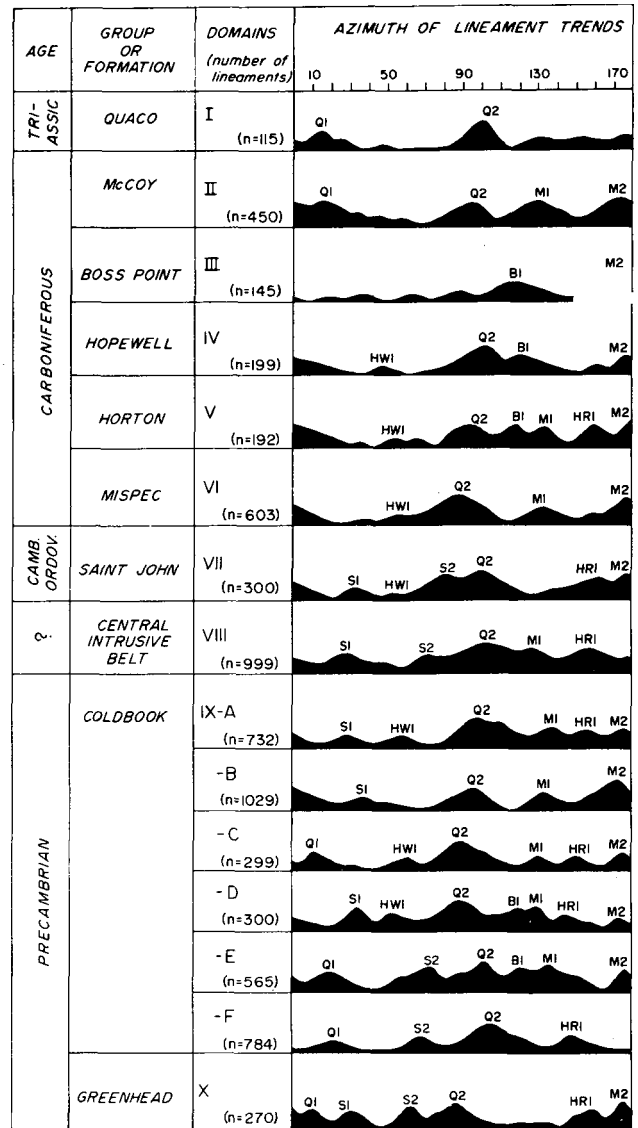 AGE
GROUP
OR
FORMATION
DOMAINS
(number of
lineaments)
AZIMUTH OF LINEAMENT TRENDS
10 50 90 130 170
TRI-
ASSIC
QUACO
I
(n=115)
Q1 Q2
CARBONIFEROUS
McCOY
II
(n=450)
Q1 Q2 M1 M2
BOSS POINT
III
(n=145)
B1 M2
HOPEWELL
IV
(n=199)
HW1 Q2 B1 M2
HORTON
V
(n=192)
HW1 Q2 B1 M1 HR1 M2
MISPEC
VI
(n=603)
HW1 Q2 M1 M2
CAMB.
ORDOV.
SAINT JOHN
VII
(n=300)
S1 HW1 S2 Q2 HR1 M2
?
CENTRAL
INTRUSIVE
BELT
VIII
(n=999)
S1 S2 Q2 M1 HR1
PRECAMBRIAN
COLDBOOK
IX-A
(n=732)
S1 HW1 Q2 M1 HR1 M2
-B
(n=1029)
S1 Q2 M1 M2
-C
(n=299)
Q1 HW1 Q2 M1 HR1 M2
-D
(n=300)
S1 HW1 Q2 B1 M1 HR1 M2
-E
(n=565)
Q1 S2 Q2 B1 M1 M2
-F
(n=784)
Q1 S2 Q2 HR1
GREENHEAD
X
(n=270)
Q1 S1 S2 Q2 HR1 M2